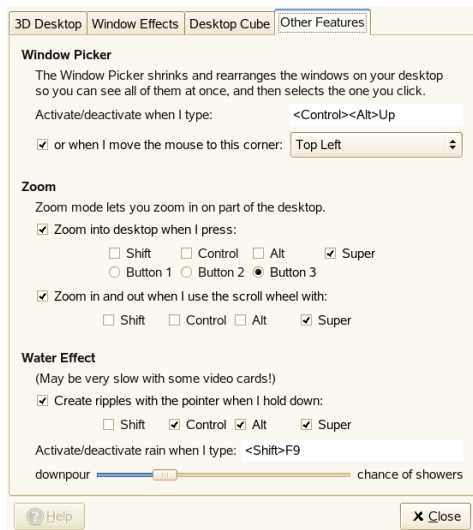 3D Desktop Window Effects Desktop Cube Other Features
Window Picker
The Window Picker shrinks and rearranges the windows on your desktop
so you can see all of them at once, and then selects the one you click.
Activate/deactivate when I type: <Control><Alt>Up
or when I move the mouse to this corner: Top Left
Zoom
Zoom mode lets you zoom in on part of the desktop.
Zoom into desktop when I press:
Shift Control Alt Super
Button 1 Button 2 Button 3
Zoom in and out when I use the scroll wheel with:
Shift Control Alt Super
Water Effect
(May be very slow with some video cards!)
Create ripples with the pointer when I hold down:
Shift Control Alt Super
Activate/deactivate rain when I type: <Shift>F9
downpour chance of showers
Help Close